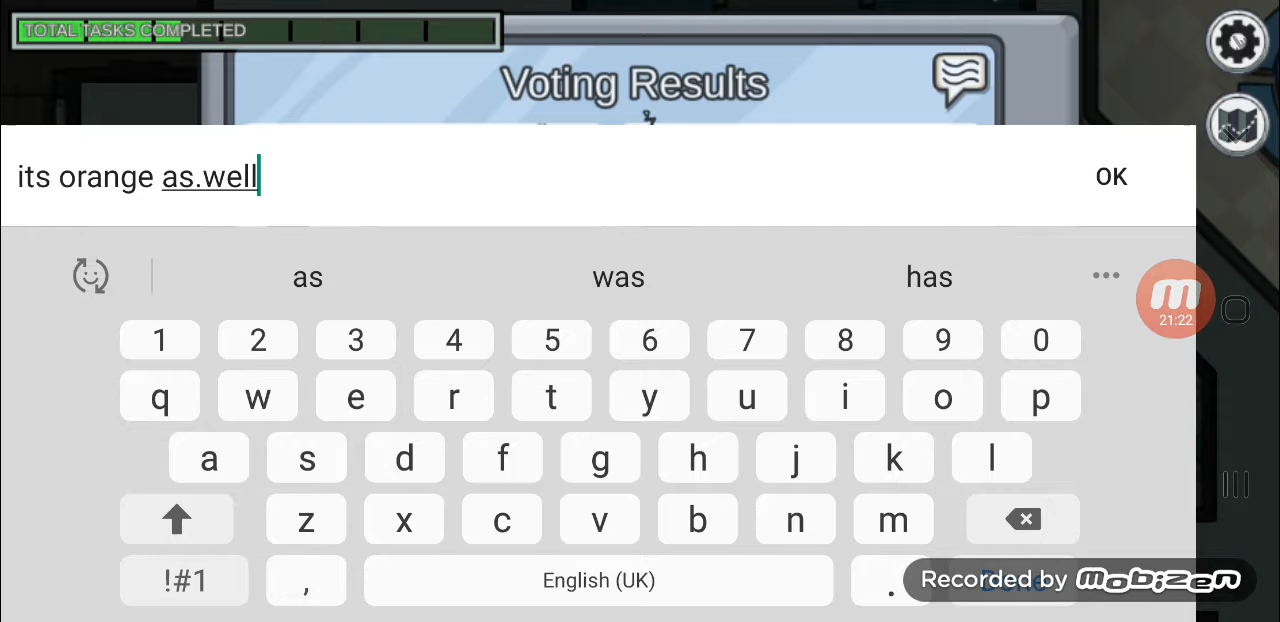 TOTAL TASKS COMPLETED
Voting Results
its orange as.well
OK
as was has
21:22
1 2 3 4 5 6 7 8 9 0
q w e r t y u i o p
a s d f g h j k l
z x c v b n m
!#1 , English (UK) . Done
Recorded by mobizen